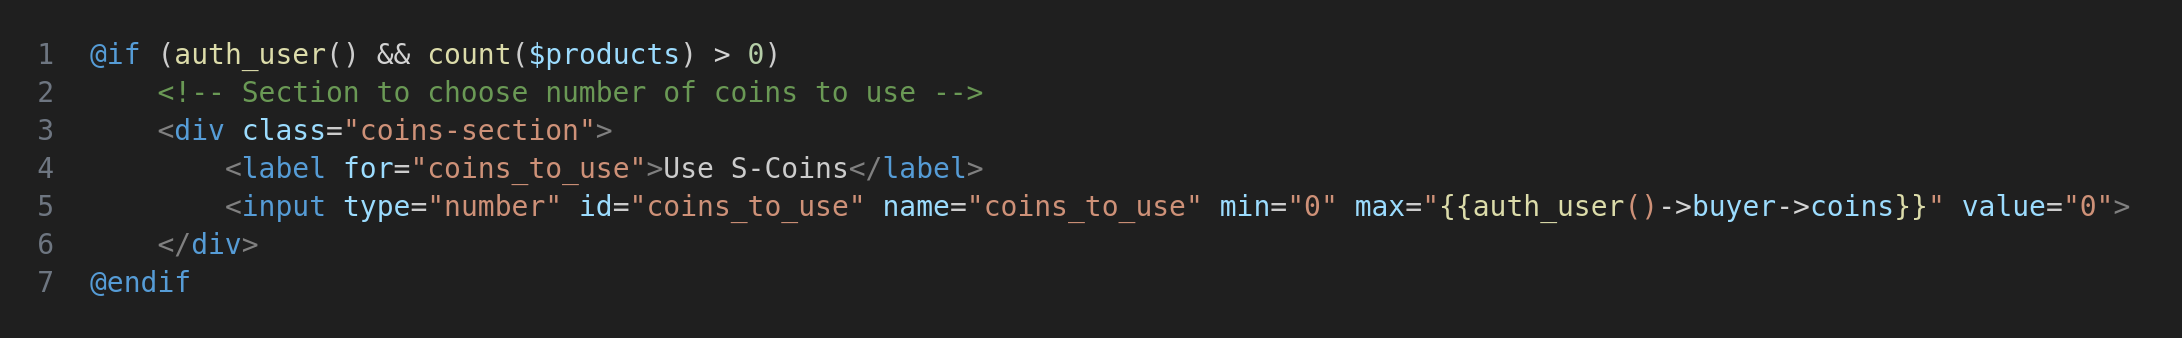 1 @if (auth_user() && count($products) > 0)
2 <!-- Section to choose number of coins to use -->
3 <div class="coins-section">
4 <label for="coins_to_use">Use S-Coins</label>
5 <input type="number" id="coins_to_use" name="coins_to_use" min="0" max="{{auth_user()->buyer->coins}}" value="0">
6 </div>
7 @endif